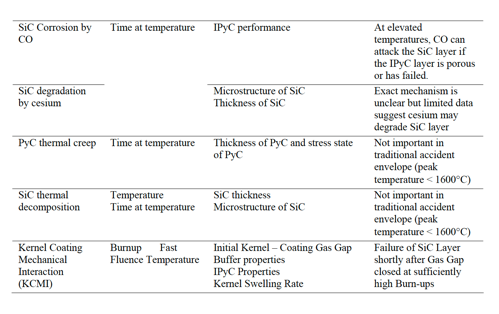 SiC Corrosion by Time at temperature IPyC performance At elevated
CO temperatures, CO can
attack the SiC layer if
the IPyC layer is porous
or has failed.
SiC degradation Microstructure of SiC Exact mechanism is
by cesium Thickness of SiC unclear but limited data
suggest cesium may
degrade SiC layer
PyC thermal creep Time at temperature Thickness of PyC and stress state Not important in
of PyC traditional accident
envelope (peak
temperature < 1600°C)
SiC thermal Temperature SiC thickness Not important in
decomposition Time at temperature Microstructure of SiC traditional accident
envelope (peak
temperature < 1600°C)
Kernel Coating Burnup Fast Initial Kernel – Coating Gas Gap Failure of SiC Layer
Mechanical Fluence Temperature Buffer properties shortly after Gas Gap
Interaction IPyC Properties closed at sufficiently
(KCMI) Kernel Swelling Rate high Burn-ups